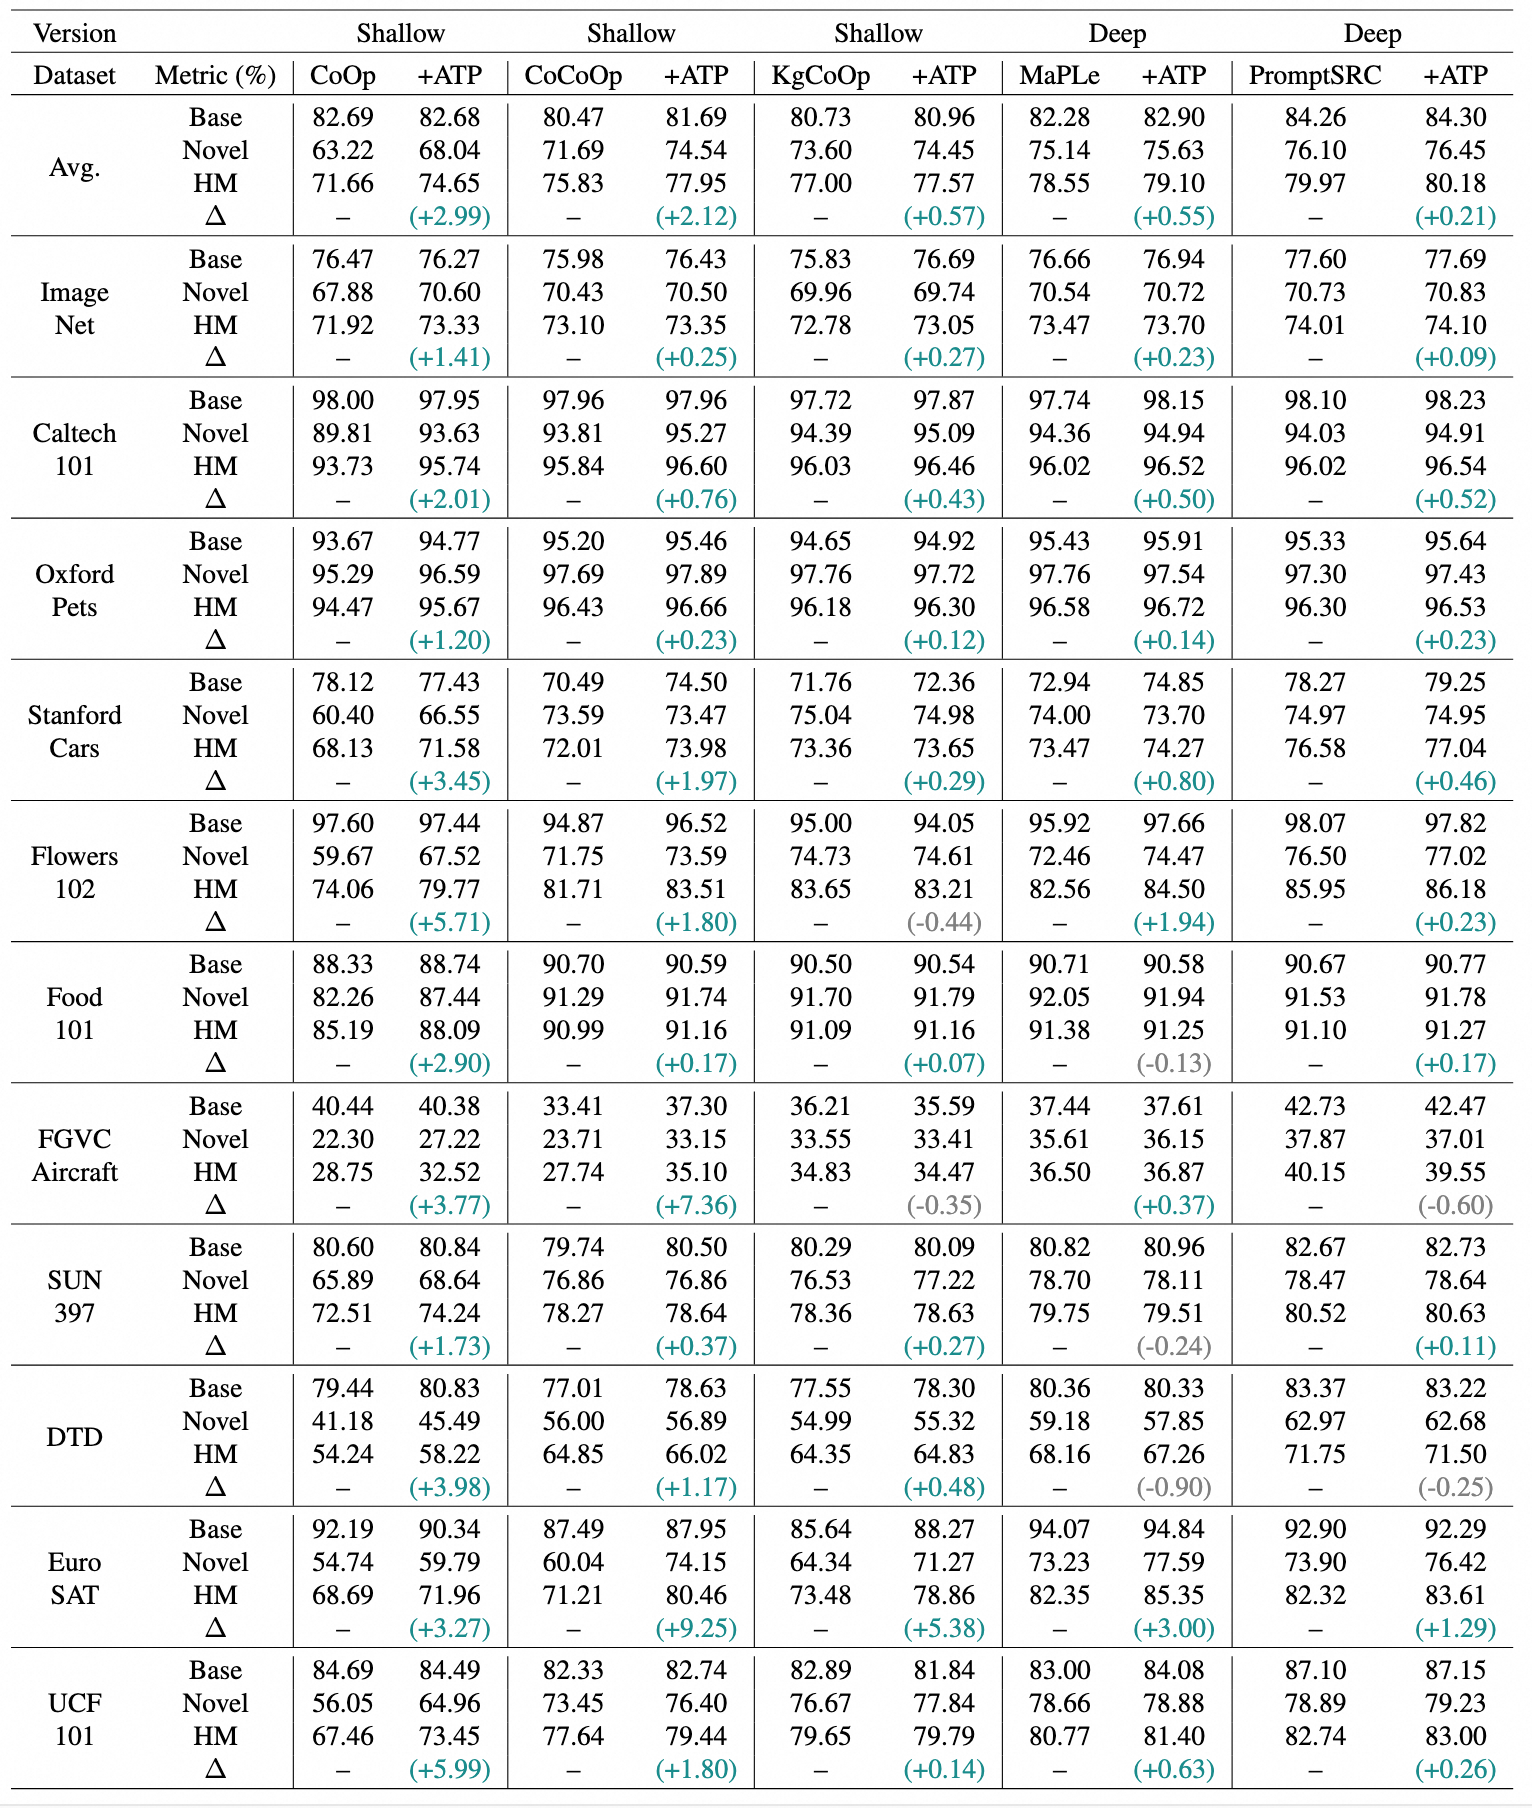 Version Shallow Shallow Shallow Deep Deep
Dataset Metric (%) CoOp +ATP CoCoOp +ATP KgCoOp +ATP MaPLe +ATP PromptSRC +ATP
Base 82.69 82.68 80.47 81.69 80.73 80.96 82.28 82.90 84.26 84.30
Novel 63.22 68.04 71.69 74.54 73.60 74.45 75.14 75.63 76.10 76.45
Avg.
HM 71.66 74.65 75.83 77.95 77.00 77.57 78.55 79.10 79.97 80.18
Δ – (+2.99) – (+2.12) – (+0.57) – (+0.55) – (+0.21)
Base 76.47 76.27 75.98 76.43 75.83 76.69 76.66 76.94 77.60 77.69
Image Novel 67.88 70.60 70.43 70.50 69.96 69.74 70.54 70.72 70.73 70.83
Net HM 71.92 73.33 73.10 73.35 72.78 73.05 73.47 73.70 74.01 74.10
Δ – (+1.41) – (+0.25) – (+0.27) – (+0.23) – (+0.09)
Base 98.00 97.95 97.96 97.96 97.72 97.87 97.74 98.15 98.10 98.23
Caltech Novel 89.81 93.63 93.81 95.27 94.39 95.09 94.36 94.94 94.03 94.91
101 HM 93.73 95.74 95.84 96.60 96.03 96.46 96.02 96.52 96.02 96.54
Δ – (+2.01) – (+0.76) – (+0.43) – (+0.50) – (+0.52)
Base 93.67 94.77 95.20 95.46 94.65 94.92 95.43 95.91 95.33 95.64
Oxford Novel 95.29 96.59 97.69 97.89 97.76 97.72 97.76 97.54 97.30 97.43
Pets HM 94.47 95.67 96.43 96.66 96.18 96.30 96.58 96.72 96.30 96.53
Δ – (+1.20) – (+0.23) – (+0.12) – (+0.14) – (+0.23)
Base 78.12 77.43 70.49 74.50 71.76 72.36 72.94 74.85 78.27 79.25
Stanford Novel 60.40 66.55 73.59 73.47 75.04 74.98 74.00 73.70 74.97 74.95
Cars HM 68.13 71.58 72.01 73.98 73.36 73.65 73.47 74.27 76.58 77.04
Δ – (+3.45) – (+1.97) – (+0.29) – (+0.80) – (+0.46)
Base 97.60 97.44 94.87 96.52 95.00 94.05 95.92 97.66 98.07 97.82
Flowers Novel 59.67 67.52 71.75 73.59 74.73 74.61 72.46 74.47 76.50 77.02
102 HM 74.06 79.77 81.71 83.51 83.65 83.21 82.56 84.50 85.95 86.18
Δ – (+5.71) – (+1.80) – (-0.44) – (+1.94) – (+0.23)
Base 88.33 88.74 90.70 90.59 90.50 90.54 90.71 90.58 90.67 90.77
Food Novel 82.26 87.44 91.29 91.74 91.70 91.79 92.05 91.94 91.53 91.78
101 HM 85.19 88.09 90.99 91.16 91.09 91.16 91.38 91.25 91.10 91.27
Δ – (+2.90) – (+0.17) – (+0.07) – (-0.13) – (+0.17)
Base 40.44 40.38 33.41 37.30 36.21 35.59 37.44 37.61 42.73 42.47
FGVC Novel 22.30 27.22 23.71 33.15 33.55 33.41 35.61 36.15 37.87 37.01
Aircraft HM 28.75 32.52 27.74 35.10 34.83 34.47 36.50 36.87 40.15 39.55
Δ – (+3.77) – (+7.36) – (-0.35) (+0.37) – (-0.60)
Base 80.60 80.84 79.74 80.50 80.29 80.09 80.82 80.96 82.67 82.73
SUN Novel 65.89 68.64 76.86 76.86 76.53 77.22 78.70 78.11 78.47 78.64
397 HM 72.51 74.24 78.27 78.64 78.36 78.63 79.75 79.51 80.52 80.63
Δ – (+1.73) – (+0.37) – (+0.27) – (-0.24) – (+0.11)
Base 79.44 80.83 77.01 78.63 77.55 78.30 80.36 80.33 83.37 83.22
Novel 41.18 45.49 56.00 56.89 54.99 55.32 59.18 57.85 62.97 62.68
DTD
HM 54.24 58.22 64.85 66.02 64.35 64.83 68.16 67.26 71.75 71.50
Δ – (+3.98) – (+1.17) – (+0.48) – (-0.90) – (-0.25)
Base 92.19 90.34 87.49 87.95 85.64 88.27 94.07 94.84 92.90 92.29
Euro Novel 54.74 59.79 60.04 74.15 64.34 71.27 73.23 77.59 73.90 76.42
SAT HM 68.69 71.96 71.21 80.46 73.48 78.86 82.35 85.35 82.32 83.61
Δ – (+3.27) – (+9.25) – (+5.38) – (+3.00) – (+1.29)
Base 84.69 84.49 82.33 82.74 82.89 81.84 83.00 84.08 87.10 87.15
UCF Novel 56.05 64.96 73.45 76.40 76.67 77.84 78.66 78.88 78.89 79.23
101 HM 67.46 73.45 77.64 79.44 79.65 79.79 80.77 81.40 82.74 83.00
Δ – (+5.99) – (+1.80) – (+0.14) – (+0.63) – (+0.26)